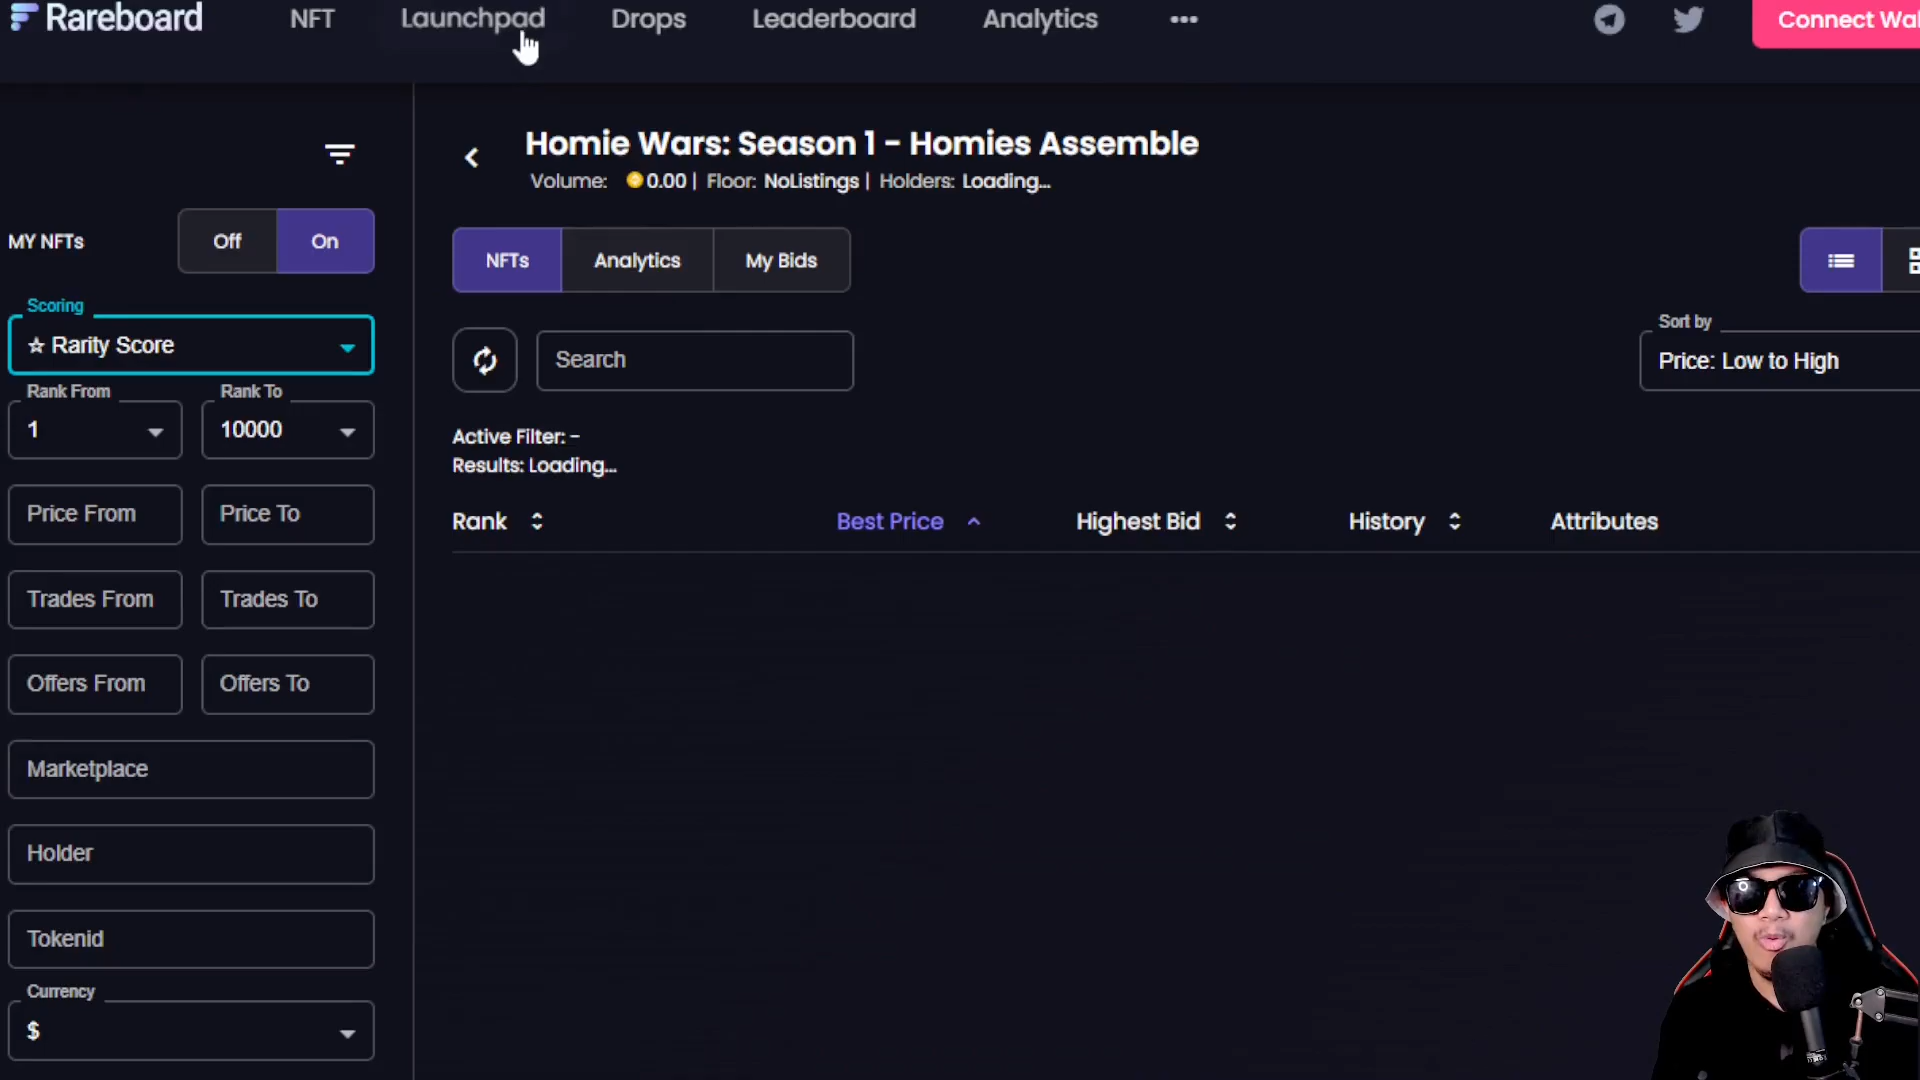 Rareboard
NFT
Launchpad
Drops
Leaderboard
Analytics
Connect
Homie Wars: Season 1 - Homies Assemble
Volume: 0.00 | Floor: NoListings | Holders: Loading...
MY NFTs
Off
On
NFTs
Analytics
My Bids
Scoring
☆ Rarity Score
Rank From
1
Rank To
10000
Search
Sort by
Price: Low to High
Active Filter: -
Results: Loading...
Rank
Best Price
Highest Bid
History
Attributes
Price From
Price To
Trades From
Trades To
Offers From
Offers To
Marketplace
Holder
Tokenid
Currency
$